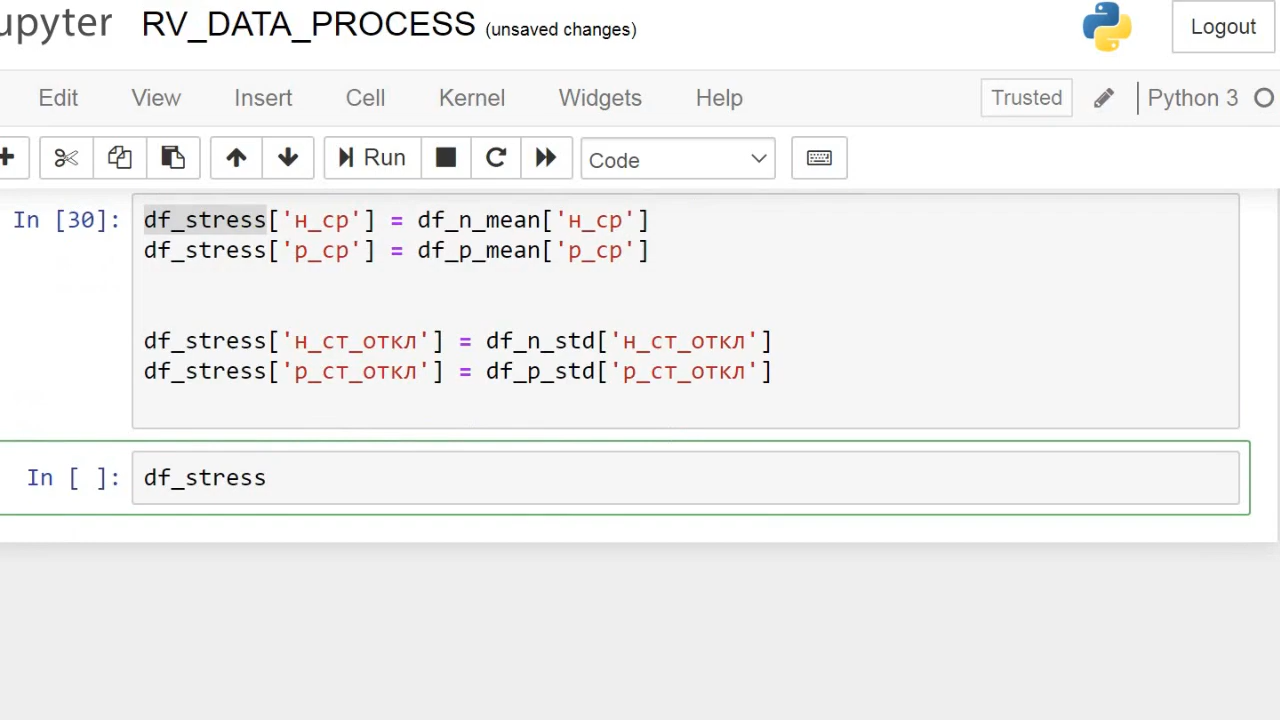 upyter RV_DATA_PROCESS (unsaved changes) Logout
Edit View Insert Cell Kernel Widgets Help Trusted Python 3
Run Code
In [30]: df_stress['н_ср'] = df_n_mean['н_ср']
df_stress['р_ср'] = df_p_mean['р_ср']
df_stress['н_ст_откл'] = df_n_std['н_ст_откл']
df_stress['р_ст_откл'] = df_p_std['р_ст_откл']
In [ ]: df_stress